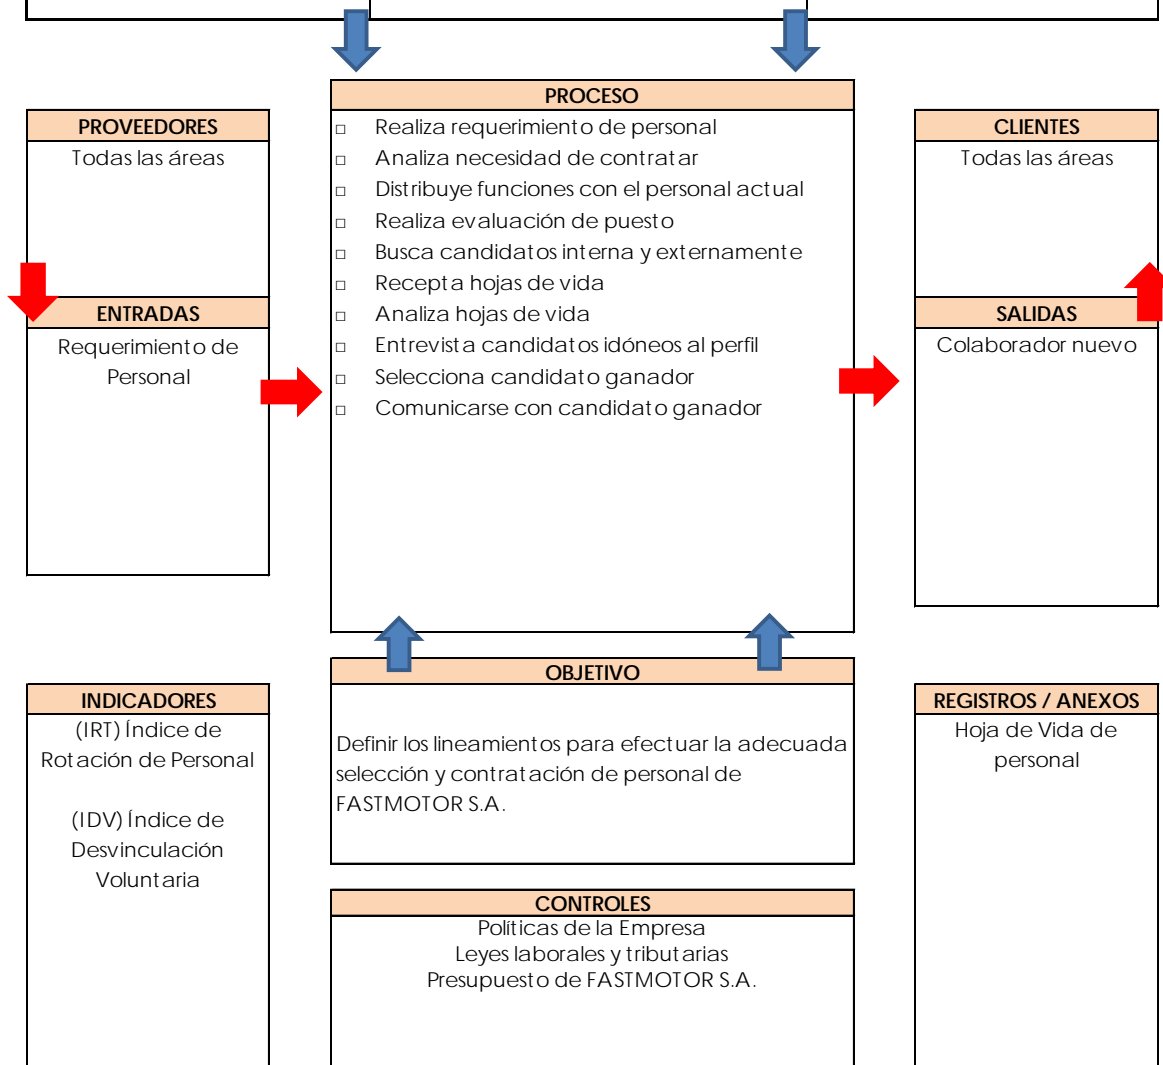 PROVEEDORES
Todas las áreas
ENTRADAS
Requerimiento de
Personal
PROCESO
□ Realiza requerimiento de personal
□ Analiza necesidad de contratar
□ Distribuye funciones con el personal actual
□ Realiza evaluación de puesto
□ Busca candidatos interna y externamente
□ Recepta hojas de vida
□ Analiza hojas de vida
□ Entrevista candidatos idóneos al perfil
□ Selecciona candidato ganador
□ Comunicarse con candidato ganador
CLIENTES
Todas las áreas
SALIDAS
Colaborador nuevo
INDICADORES
(IRT) Índice de
Rotación de Personal
(IDV) Índice de
Desvinculación
Voluntaria
OBJETIVO
Definir los lineamientos para efectuar la adecuada
selección y contratación de personal de
FASTMOTOR S.A.
CONTROLES
Políticas de la Empresa
Leyes laborales y tributarias
Presupuesto de FASTMOTOR S.A.
REGISTROS / ANEXOS
Hoja de Vida de
personal